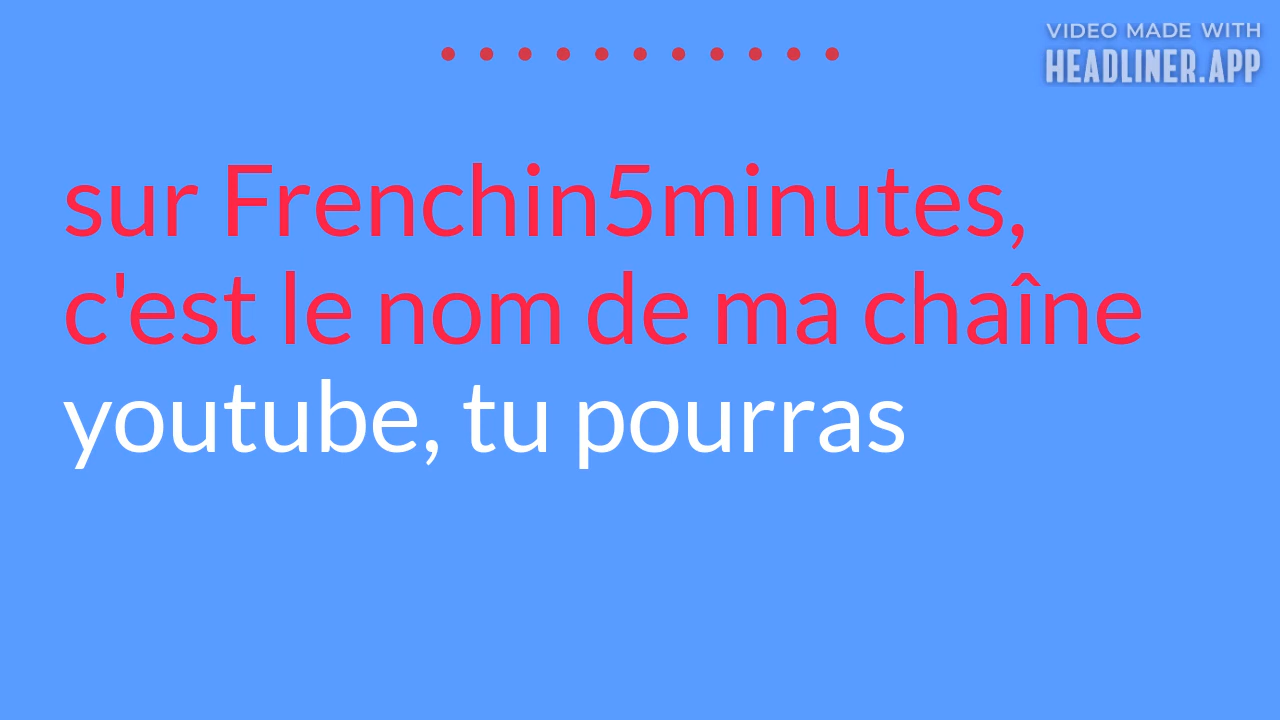 VIDEO MADE WITH
HEADLINER.APP
sur Frenchin5minutes,
c'est le nom de ma chaîne
youtube, tu pourras